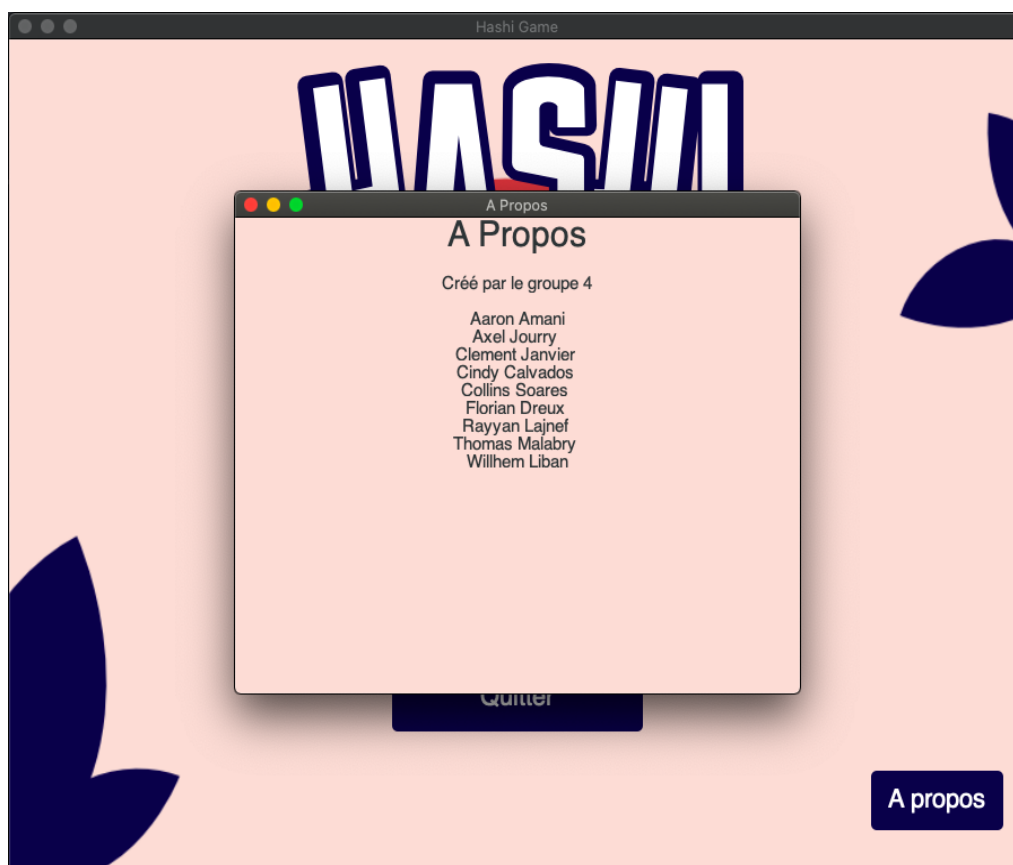 Hashi Game
HASHI
A Propos
A Propos
Créé par le groupe 4
Aaron Amani
Axel Jourry
Clement Janvier
Cindy Calvados
Collins Soares
Florian Dreux
Rayyan Lajnef
Thomas Malabry
Willhem Liban
Quitter
A propos